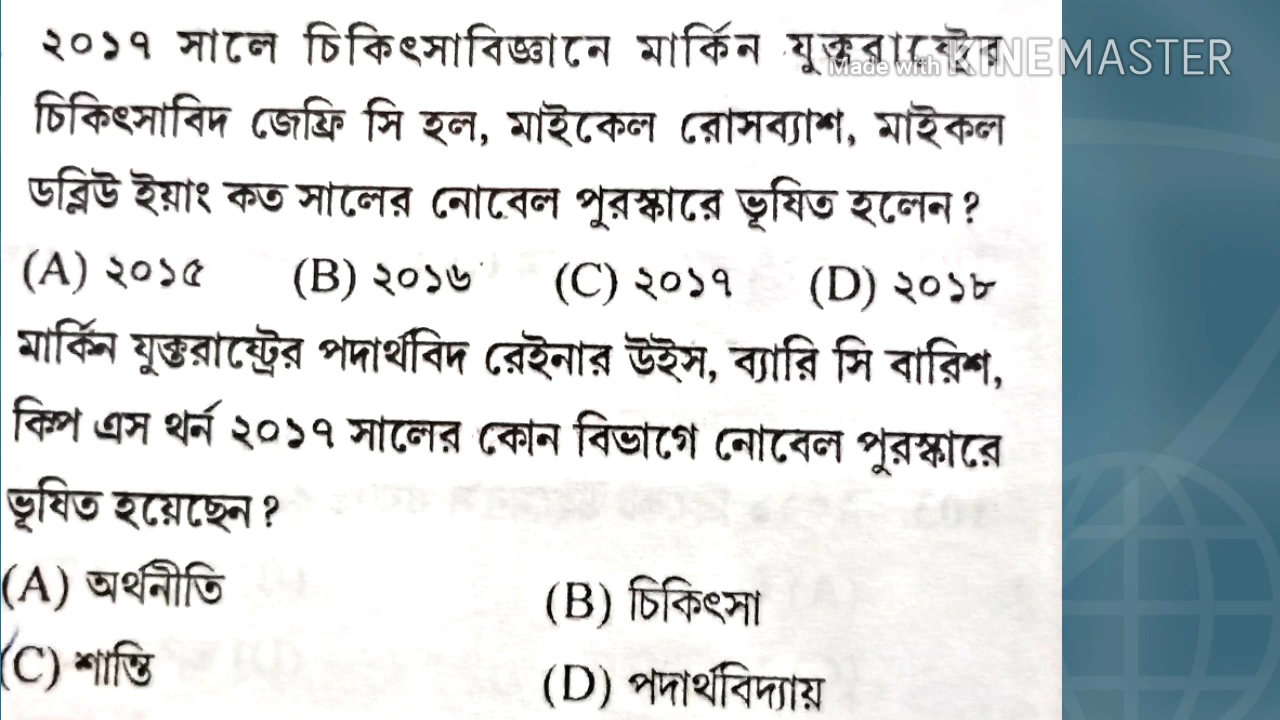 ২০১৭ সালে চিকিৎসাবিজ্ঞানে মার্কিন যুক্তরাষ্ট্রের
Made with KINEMASTER
চিকিৎসাবিদ জেফ্রি সি হল, মাইকেল রোসব্যাশ, মাইকল
ডব্লিউ ইয়াং কত সালের নোবেল পুরস্কারে ভূষিত হলেন?
(A) ২০১৫ (B) ২০১৬ (C) ২০১৭ (D) ২০১৮
মার্কিন যুক্তরাষ্ট্রের পদার্থবিদ রেইনার উইস, ব্যারি সি বারিশ,
কিপ এস থর্ন ২০১৭ সালের কোন বিভাগে নোবেল পুরস্কারে
ভূষিত হয়েছেন?
(A) অর্থনীতি (B) চিকিৎসা
(C) শান্তি (D) পদার্থবিদ্যায়